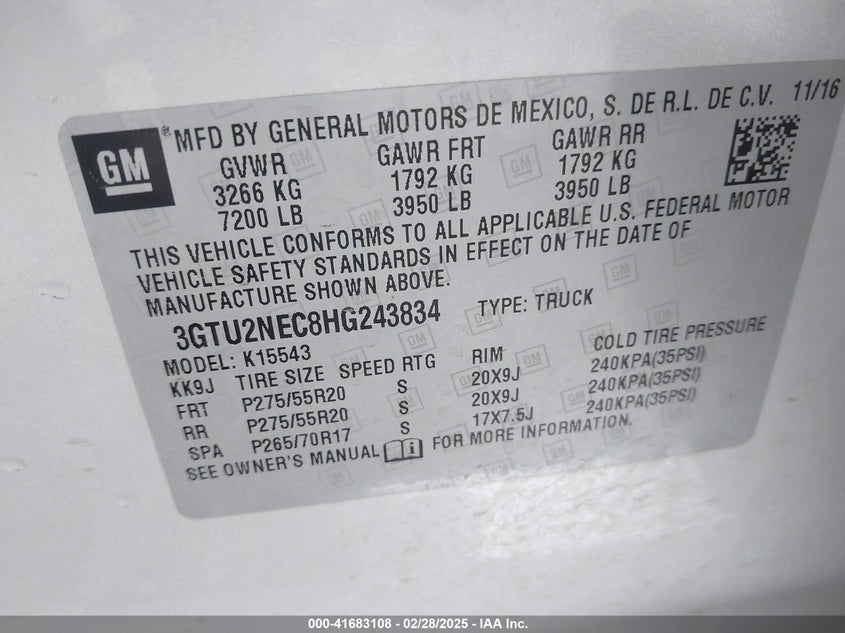 GM
® MFD BY GENERAL MOTORS DE MEXICO, S. DE R.L. DE C.V. 11/16
GVWR GAWR FRT GAWR RR
3266 KG 1792 KG 1792 KG
7200 LB 3950 LB 3950 LB
THIS VEHICLE CONFORMS TO ALL APPLICABLE U.S. FEDERAL MOTOR
VEHICLE SAFETY STANDARDS IN EFFECT ON THE DATE OF
MANUFACTURE SHOWN ABOVE.
3GTU2NEC8HG243834 TYPE: TRUCK
MODEL: K15543
KK9J TIRE SIZE SPEED RTG RIM COLD TIRE PRESSURE
FRT P275/55R20 S 20X9J 240KPA(35PSI)
RR P275/55R20 S 20X9J 240KPA(35PSI)
SPA P265/70R17 S 17X7.5J 240KPA(35PSI)
SEE OWNER'S MANUAL i FOR MORE INFORMATION.
000-41683108 - 02/28/2025 - IAA Inc.